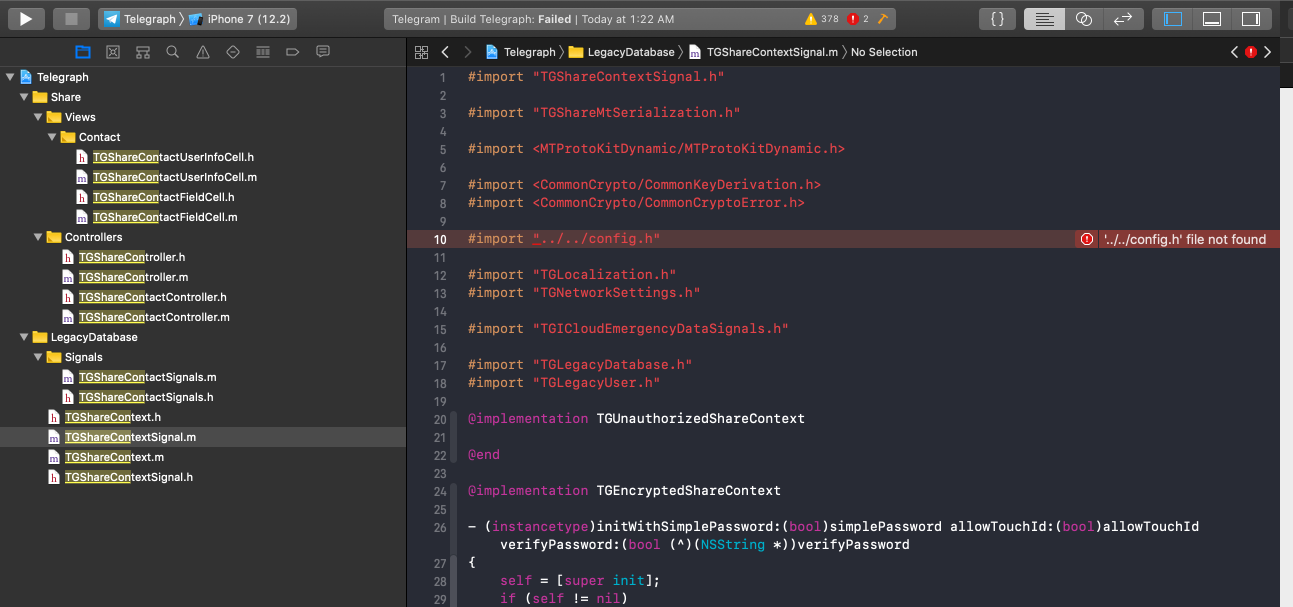 Telegraph iPhone 7 (12.2)
Telegram | Build Telegraph: Failed | Today at 1:22 AM
378 2
{}
Telegraph LegacyDatabase TGShareContextSignal.m No Selection
Telegraph
Share
Views
Contact
h TGShareContactUserInfoCell.h
m TGShareContactUserInfoCell.m
h TGShareContactFieldCell.h
m TGShareContactFieldCell.m
Controllers
h TGShareController.h
m TGShareController.m
h TGShareContactController.h
m TGShareContactController.m
LegacyDatabase
Signals
m TGShareContactSignals.m
h TGShareContactSignals.h
h TGShareContext.h
m TGShareContextSignal.m
m TGShareContext.m
h TGShareContextSignal.h
1 #import "TGShareContextSignal.h"
2
3 #import "TGShareMtSerialization.h"
4
5 #import <MTProtoKitDynamic/MTProtoKitDynamic.h>
6
7 #import <CommonCrypto/CommonKeyDerivation.h>
8 #import <CommonCrypto/CommonCryptoError.h>
9
10 #import "../../config.h" '../../config.h' file not found
11
12 #import "TGLocalization.h"
13 #import "TGNetworkSettings.h"
14
15 #import "TGICloudEmergencyDataSignals.h"
16
17 #import "TGLegacyDatabase.h"
18 #import "TGLegacyUser.h"
19
20 @implementation TGUnauthorizedShareContext
21
22 @end
23
24 @implementation TGEncryptedShareContext
25
26 - (instancetype)initWithSimplePassword:(bool)simplePassword allowTouchId:(bool)allowTouchId
verifyPassword:(bool (^)(NSString *))verifyPassword
27 {
28 self = [super init];
29 if (self != nil)